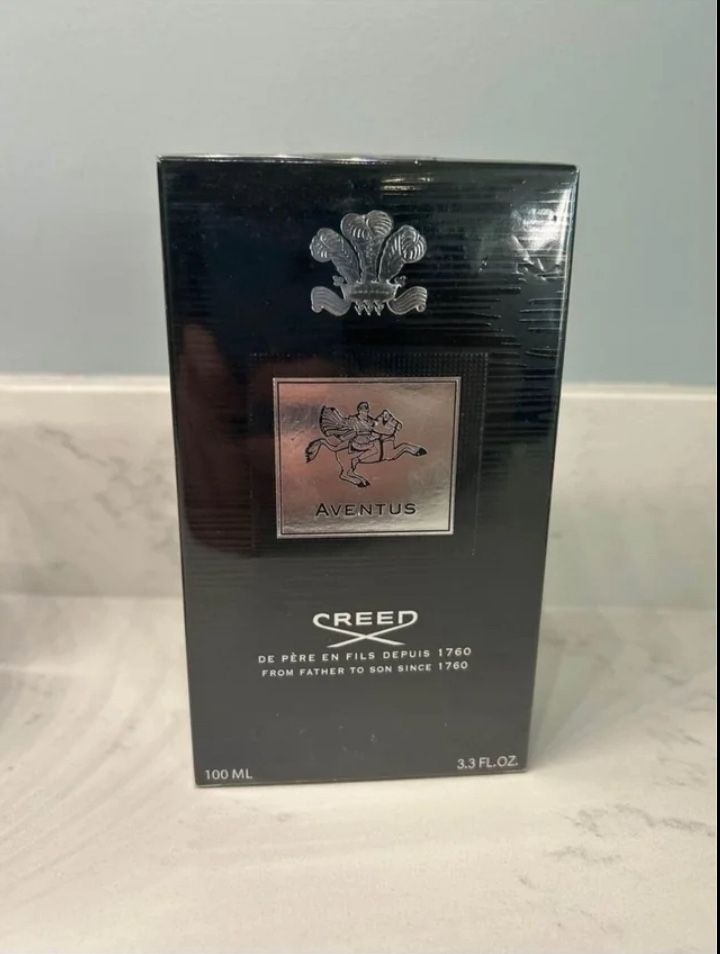 AVENTUS
CREED
DE PÈRE EN FILS DEPUIS 1760
FROM FATHER TO SON SINCE 1760
100 ML
3.3 FL.OZ.